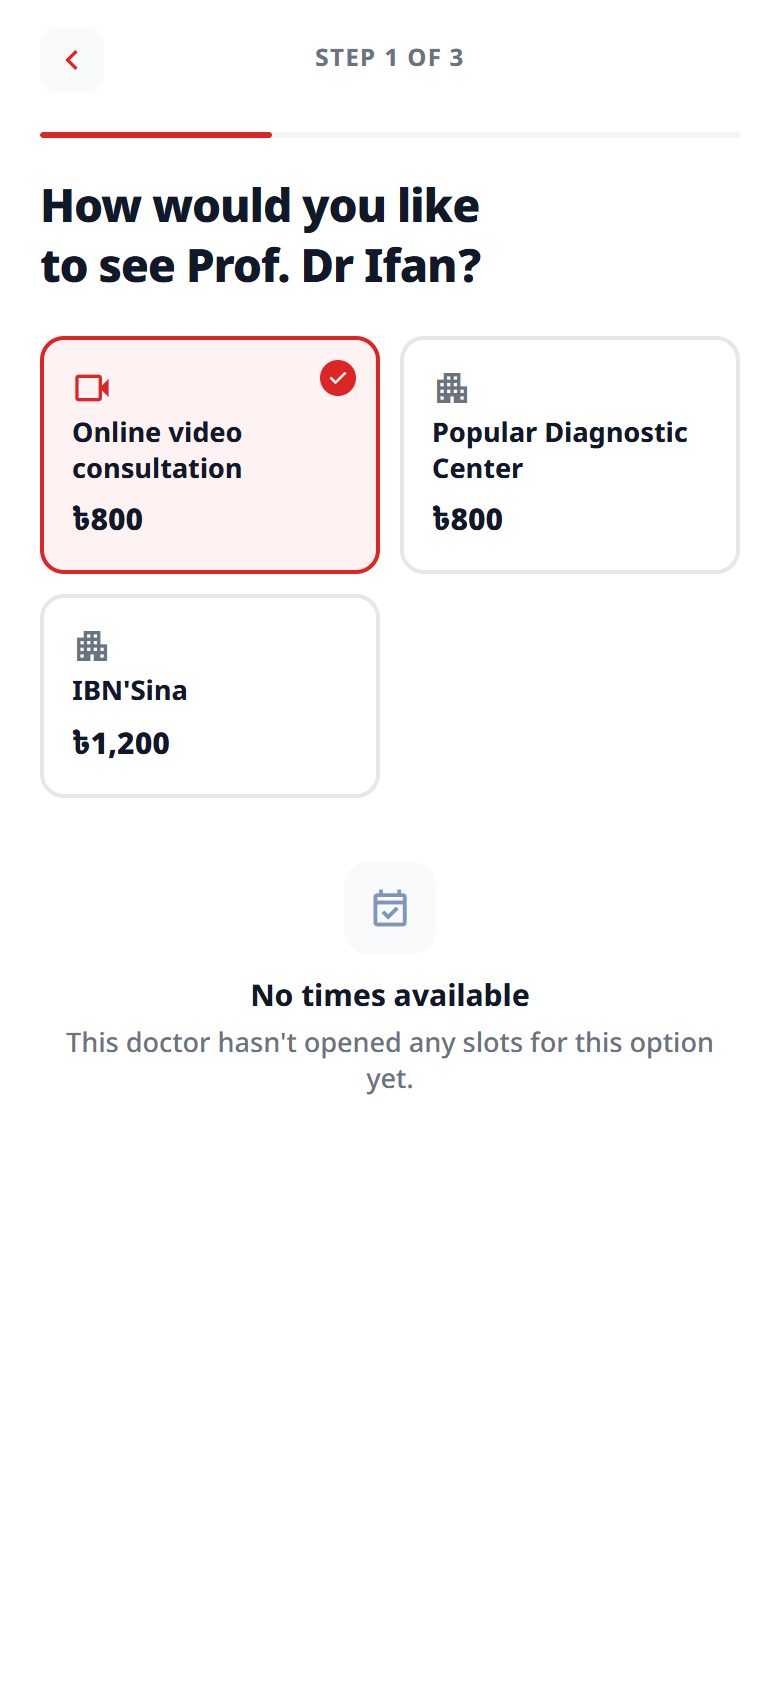 STEP 1 OF 3
How would you like
to see Prof. Dr Ifan?
Online video
consultation
৳800
Popular Diagnostic
Center
৳800
IBN'Sina
৳1,200
No times available
This doctor hasn't opened any slots for this option
yet.